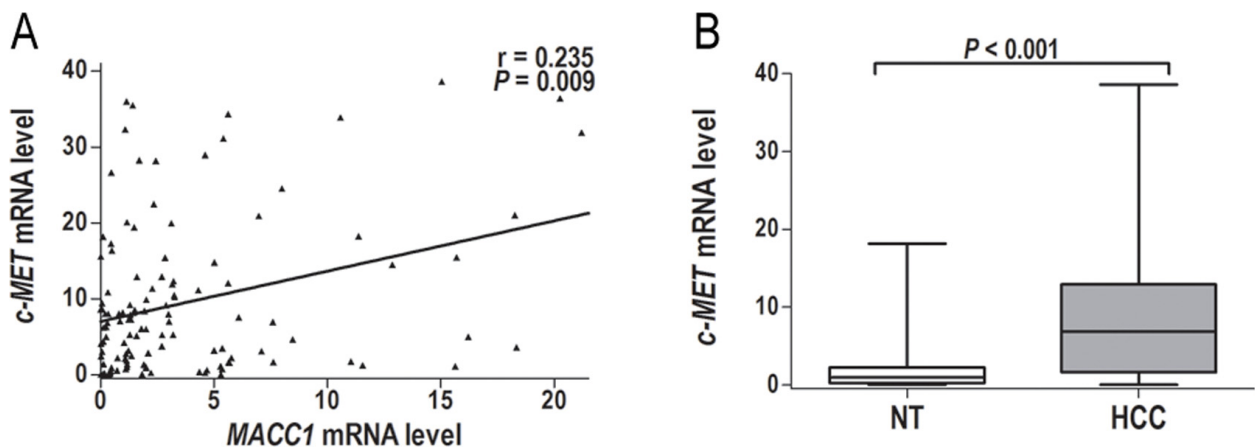 A
r = 0.235
P = 0.009
c-MET mRNA level
40
30
20
10
0
0 5 10 15 20
MACC1 mRNA level
B
P < 0.001
c-MET mRNA level
40
30
20
10
0
NT HCC